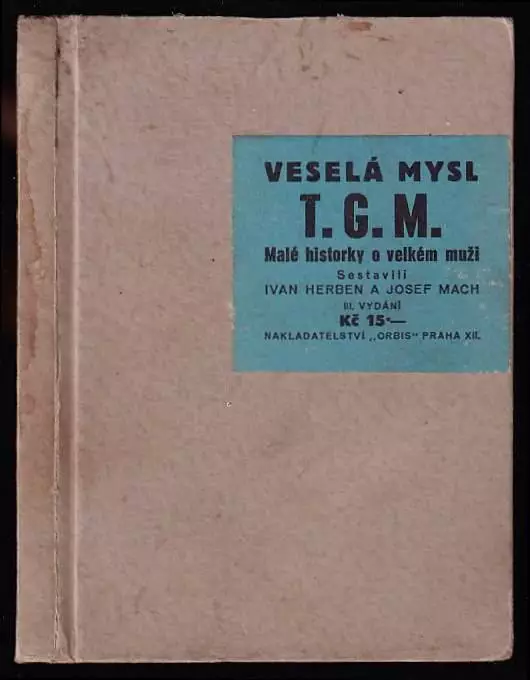 VESELÁ MYSL
T. G. M.
Malé historky o velkém muži
Sestavili
IVAN HERBEN A JOSEF MACH
III. VYDÁNÍ
Kč 15·—
NAKLADATELSTVÍ „ORBIS“ PRAHA XII.